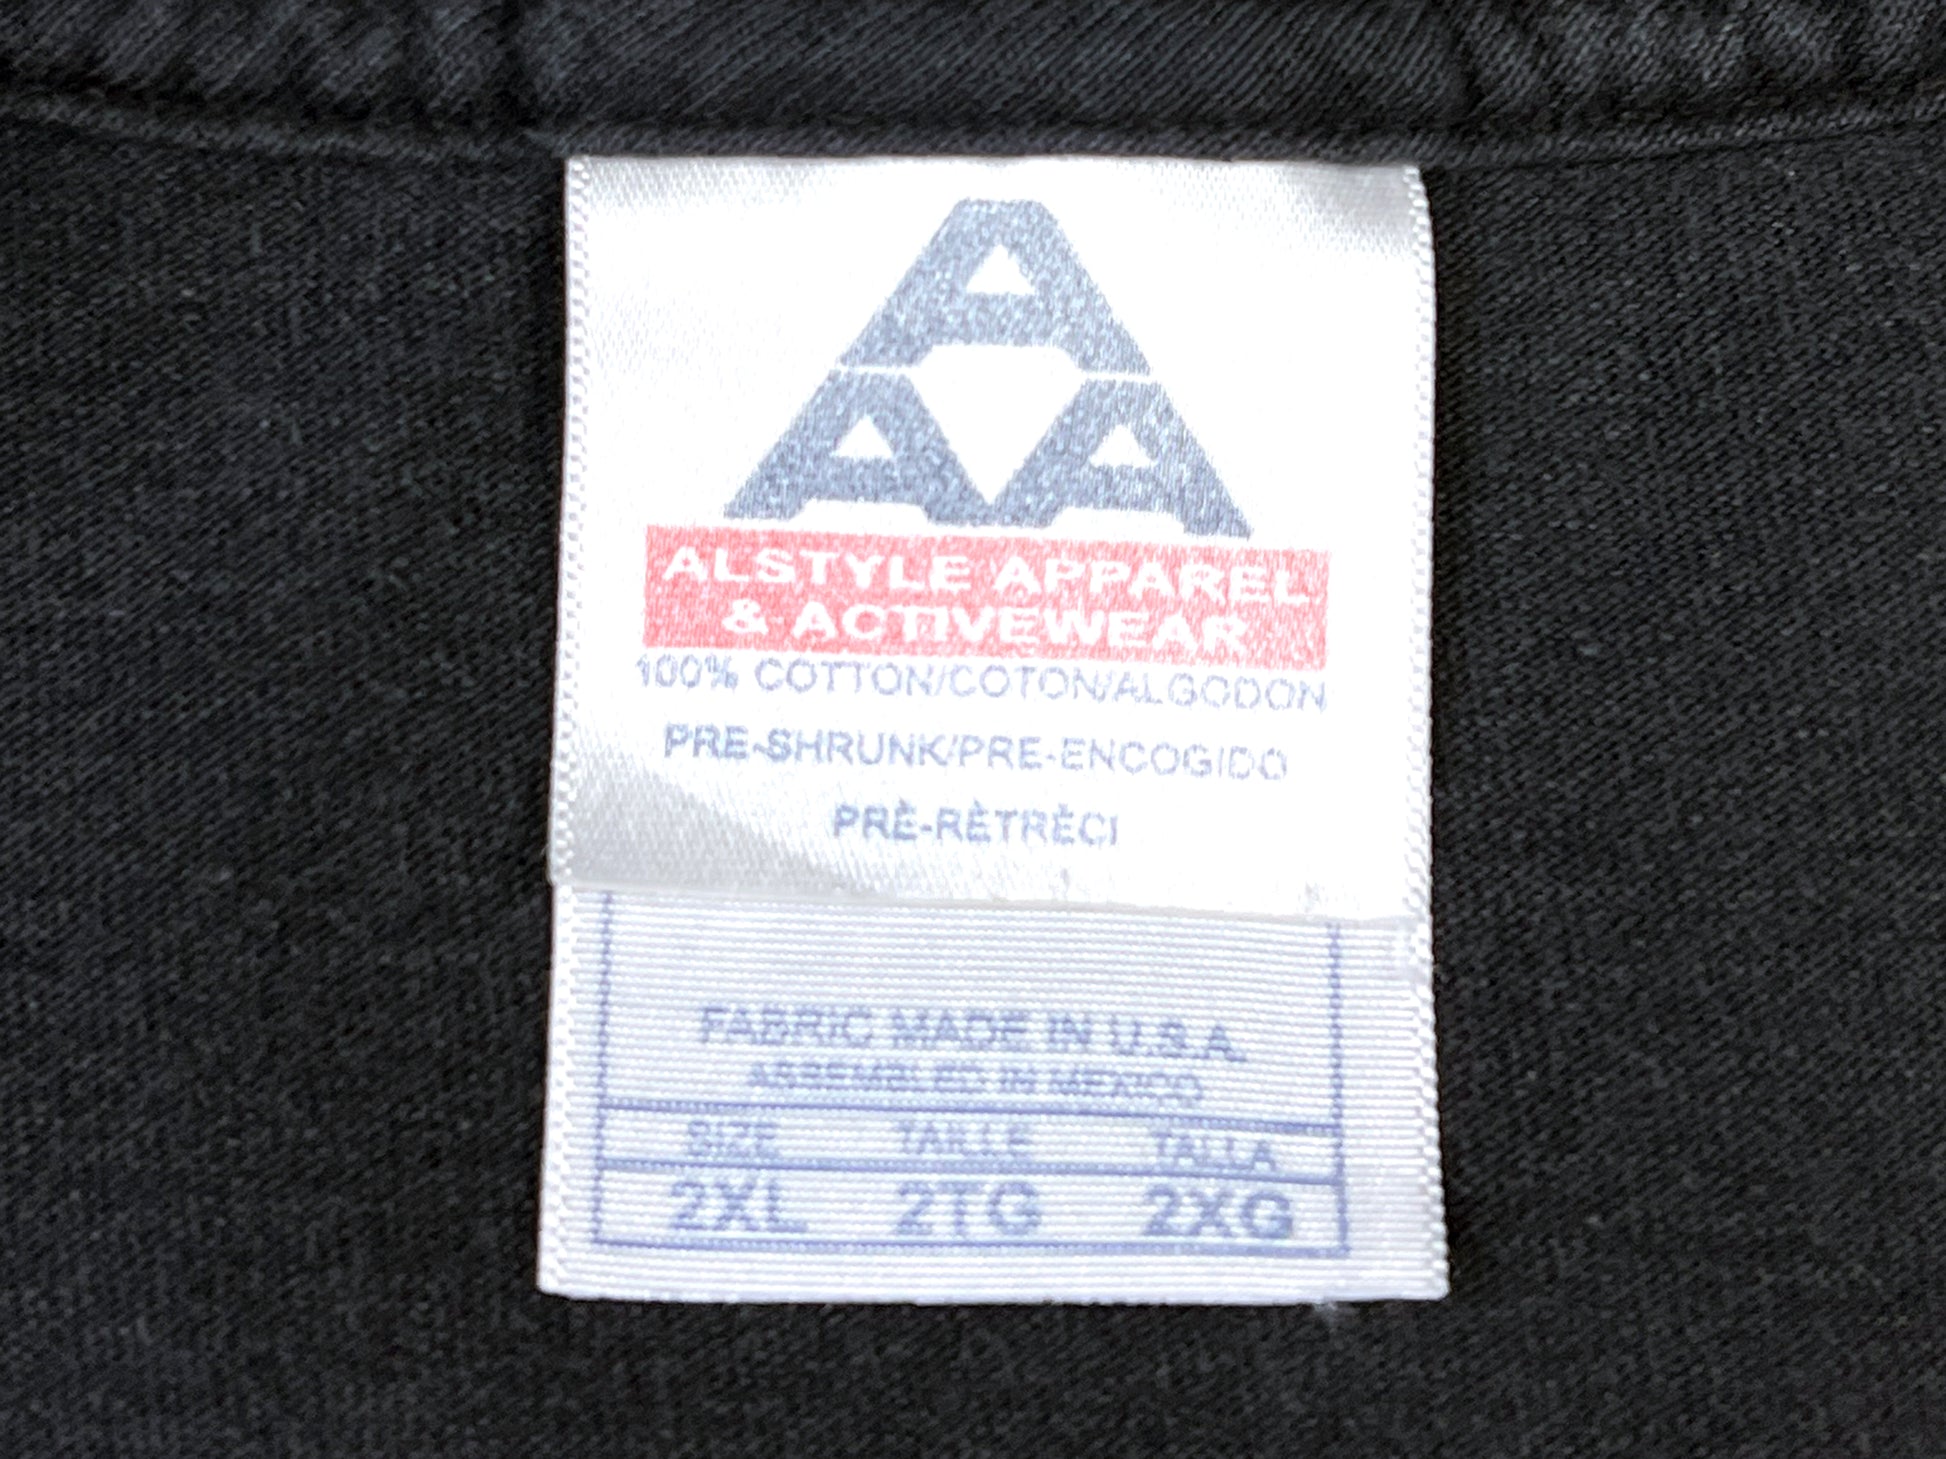 A
A A
ALSTYLE APPAREL
& ACTIVEWEAR
100% COTTON/COTON/ALGODON
PRE-SHRUNK/PRE-ENCOGIDO
PRÈ-RÈTRÈCI
FABRIC MADE IN U.S.A.
ASSEMBLED IN MEXICO
SIZE TAILLE TALLA
2XL 2TG 2XG